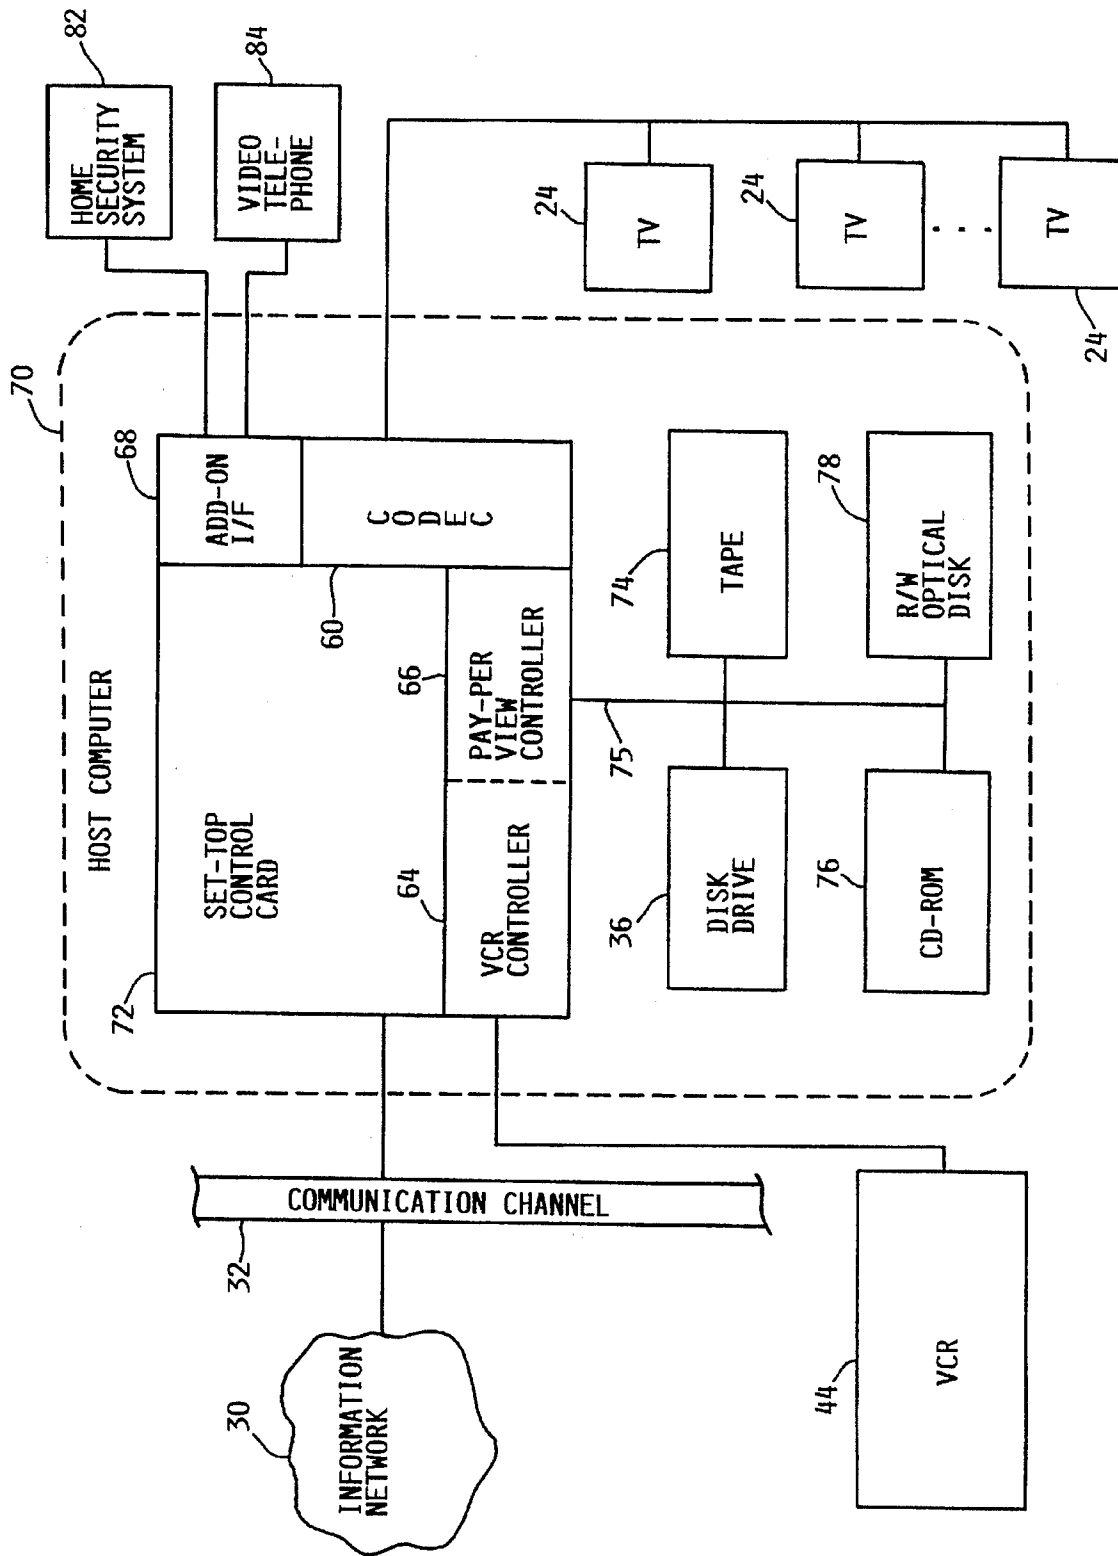 70
HOST COMPUTER
72
SET-TOP
CONTROL
CARD
68
ADD-ON
I/F
60
CODEC
64
VCR
CONTROLLER
66
PAY-PER
VIEW
CONTROLLER
75
36
DISK
DRIVE
74
TAPE
76
CD-ROM
78
R/W
OPTICAL
DISK
82
HOME
SECURITY
SYSTEM
84
VIDEO
TELE-
PHONE
24
TV
24
TV
24
TV
32
COMMUNICATION CHANNEL
30
INFORMATION
NETWORK
44
VCR